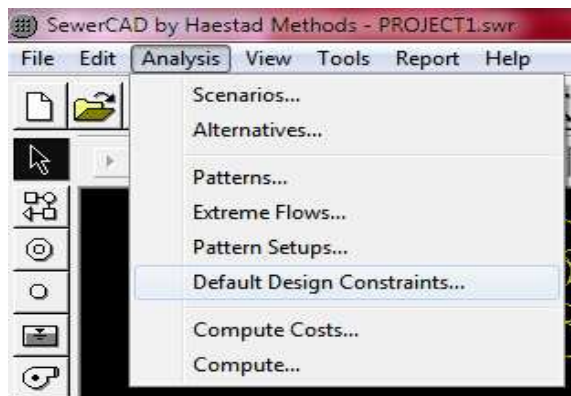 SewerCAD by Haestad Methods - PROJECT1.swr
File Edit Analysis View Tools Report Help
Scenarios...
Alternatives...
Patterns...
Extreme Flows...
Pattern Setups...
Default Design Constraints...
Compute Costs...
Compute...